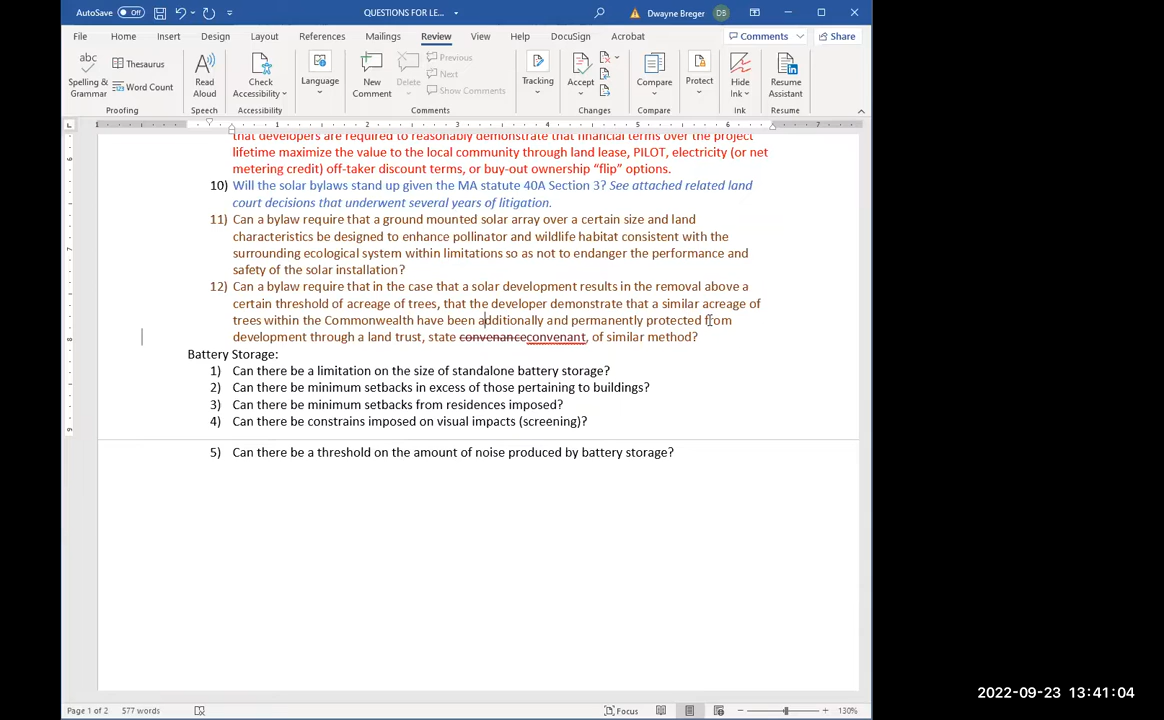 AutoSave Off QUESTIONS FOR LE... Dwayne Breger DB
File Home Insert Design Layout References Mailings Review View Help DocuSign Acrobat Comments Share
Spelling & Grammar Thesaurus Word Count Read Aloud Check Accessibility Language New Comment Delete Previous Next Show Comments Tracking Accept Compare Protect Hide Ink Resume Assistant
Proofing Speech Accessibility Comments Changes Compare Ink Resume
1 1 2 3 4 5 6 7
that developers are required to reasonably demonstrate that financial terms over the project
lifetime maximize the value to the local community through land lease, PILOT, electricity (or net
metering credit) off-taker discount terms, or buy-out ownership “flip” options.
10) Will the solar bylaws stand up given the MA statute 40A Section 3? See attached related land
court decisions that underwent several years of litigation.
11) Can a bylaw require that a ground mounted solar array over a certain size and land
characteristics be designed to enhance pollinator and wildlife habitat consistent with the
surrounding ecological system within limitations so as not to endanger the performance and
safety of the solar installation?
12) Can a bylaw require that in the case that a solar development results in the removal above a
certain threshold of acreage of trees, that the developer demonstrate that a similar acreage of
trees within the Commonwealth have been additionally and permanently protected from
development through a land trust, state convenanceconvenant, of similar method?
Battery Storage:
1) Can there be a limitation on the size of standalone battery storage?
2) Can there be minimum setbacks in excess of those pertaining to buildings?
3) Can there be minimum setbacks from residences imposed?
4) Can there be constrains imposed on visual impacts (screening)?
5) Can there be a threshold on the amount of noise produced by battery storage?
2022-09-23 13:41:04
Page 1 of 2 577 words Focus 130%